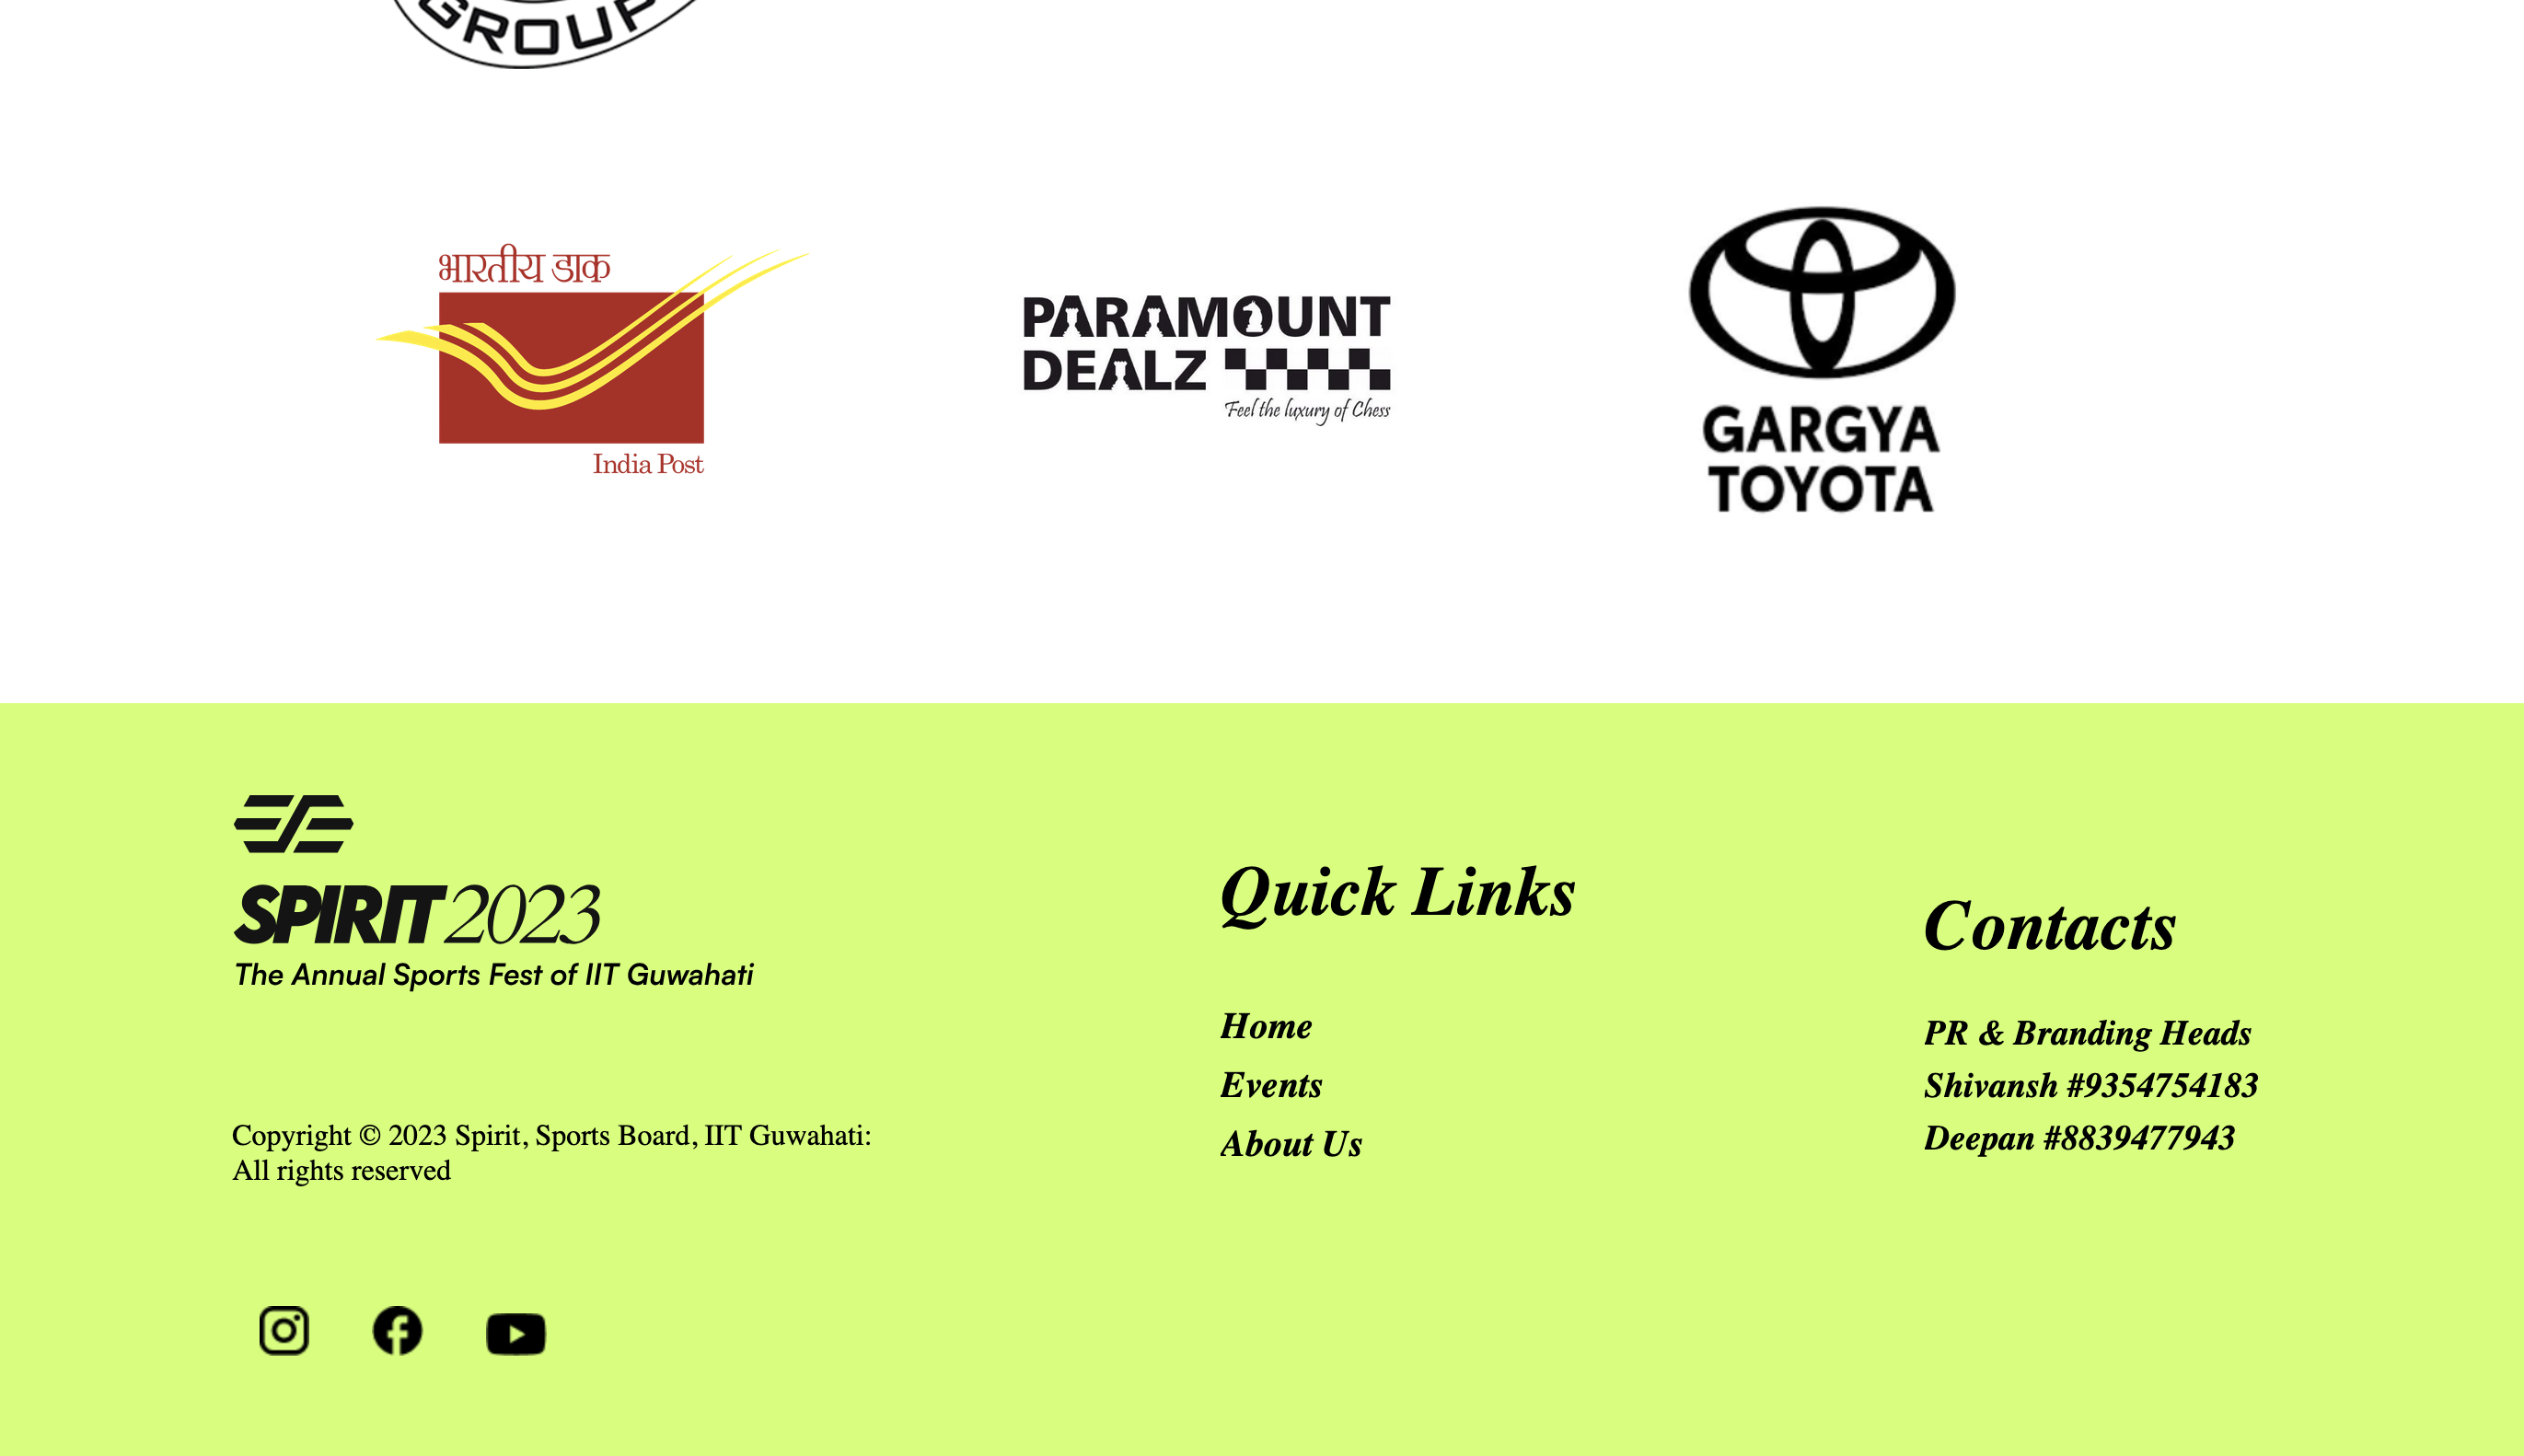 GROUP
भारतीय डाक
India Post
PARAMOUNT
DEALZ
Feel the luxury of Chess
GARGYA
TOYOTA
SPIRIT 2023
The Annual Sports Fest of IIT Guwahati
Copyright © 2023 Spirit, Sports Board, IIT Guwahati:
All rights reserved
Quick Links
Home
Events
About Us
Contacts
PR & Branding Heads
Shivansh #9354754183
Deepan #8839477943